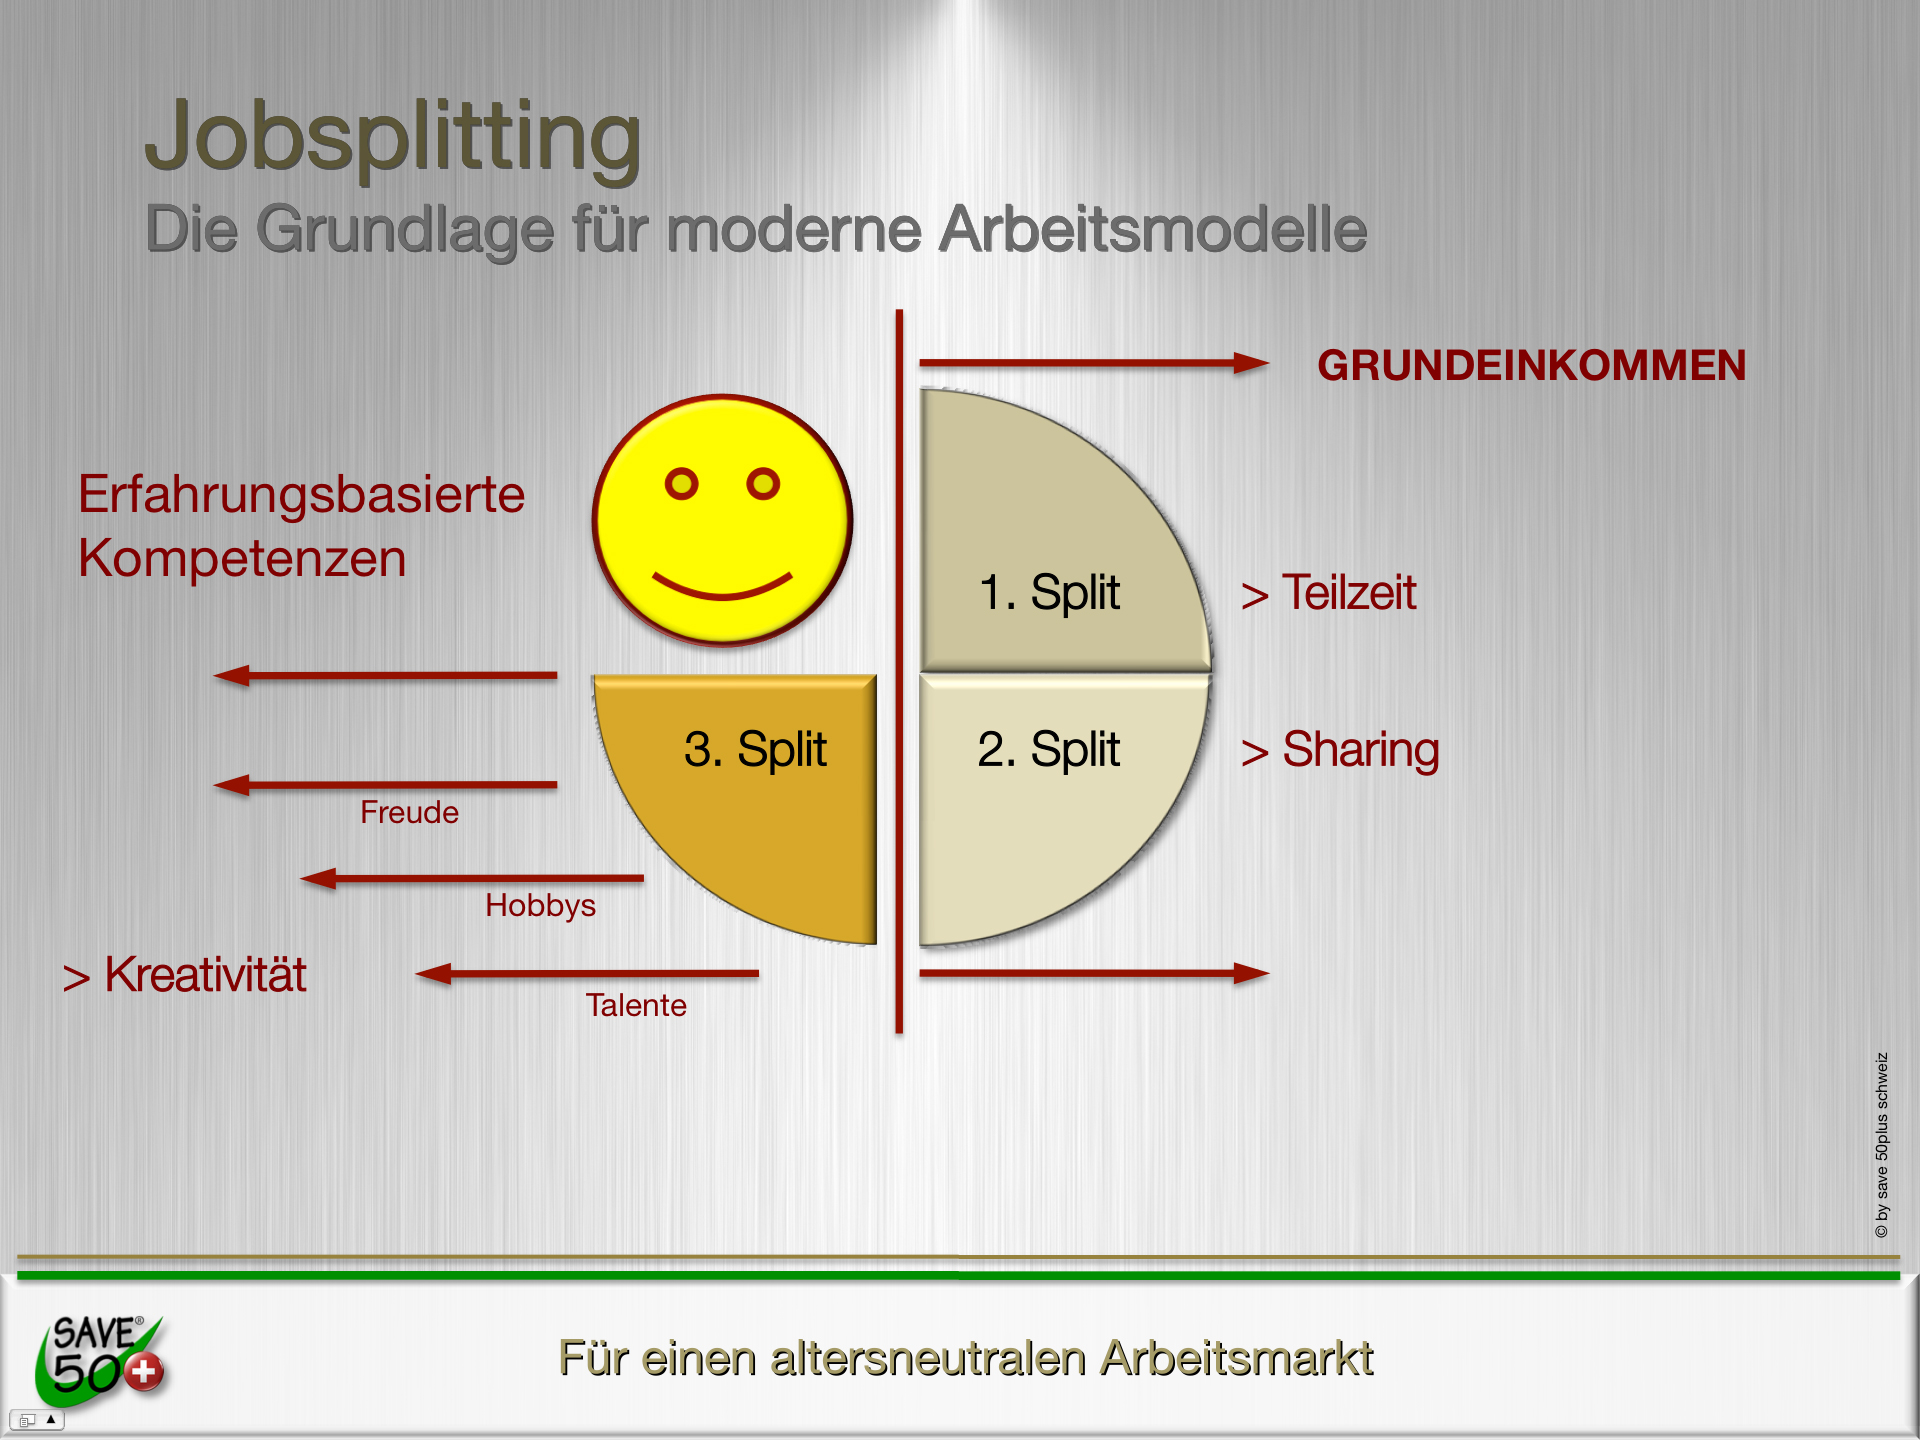 Jobsplitting
Die Grundlage für moderne Arbeitsmodelle
GRUNDEINKOMMEN
Erfahrungsbasierte
Kompetenzen
1. Split
> Teilzeit
3. Split
2. Split
> Sharing
Freude
Hobbys
> Kreativität
Talente
© by save 50plus schweiz
SAVE®
50+
Für einen altersneutralen Arbeitsmarkt